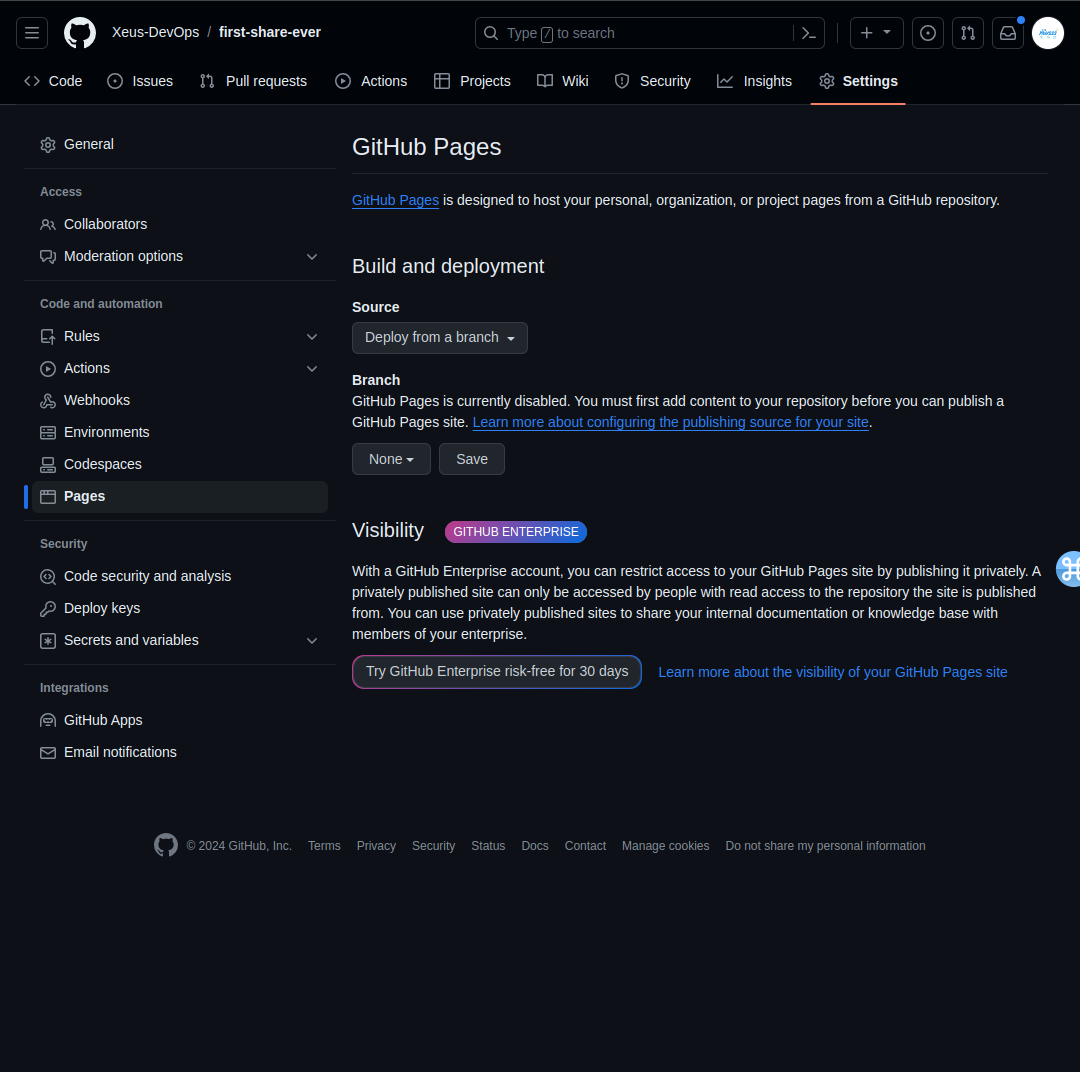 Xeus-DevOps / first-share-ever
Type / to search
Code
Issues
Pull requests
Actions
Projects
Wiki
Security
Insights
Settings
General
Access
Collaborators
Moderation options
Code and automation
Rules
Actions
Webhooks
Environments
Codespaces
Pages
Security
Code security and analysis
Deploy keys
Secrets and variables
Integrations
GitHub Apps
Email notifications
GitHub Pages
GitHub Pages is designed to host your personal, organization, or project pages from a GitHub repository.
Build and deployment
Source
Deploy from a branch
Branch
GitHub Pages is currently disabled. You must first add content to your repository before you can publish a
GitHub Pages site. Learn more about configuring the publishing source for your site.
None
Save
Visibility
GITHUB ENTERPRISE
With a GitHub Enterprise account, you can restrict access to your GitHub Pages site by publishing it privately. A
privately published site can only be accessed by people with read access to the repository the site is published
from. You can use privately published sites to share your internal documentation or knowledge base with
members of your enterprise.
Try GitHub Enterprise risk-free for 30 days
Learn more about the visibility of your GitHub Pages site
© 2024 GitHub, Inc.
Terms
Privacy
Security
Status
Docs
Contact
Manage cookies
Do not share my personal information